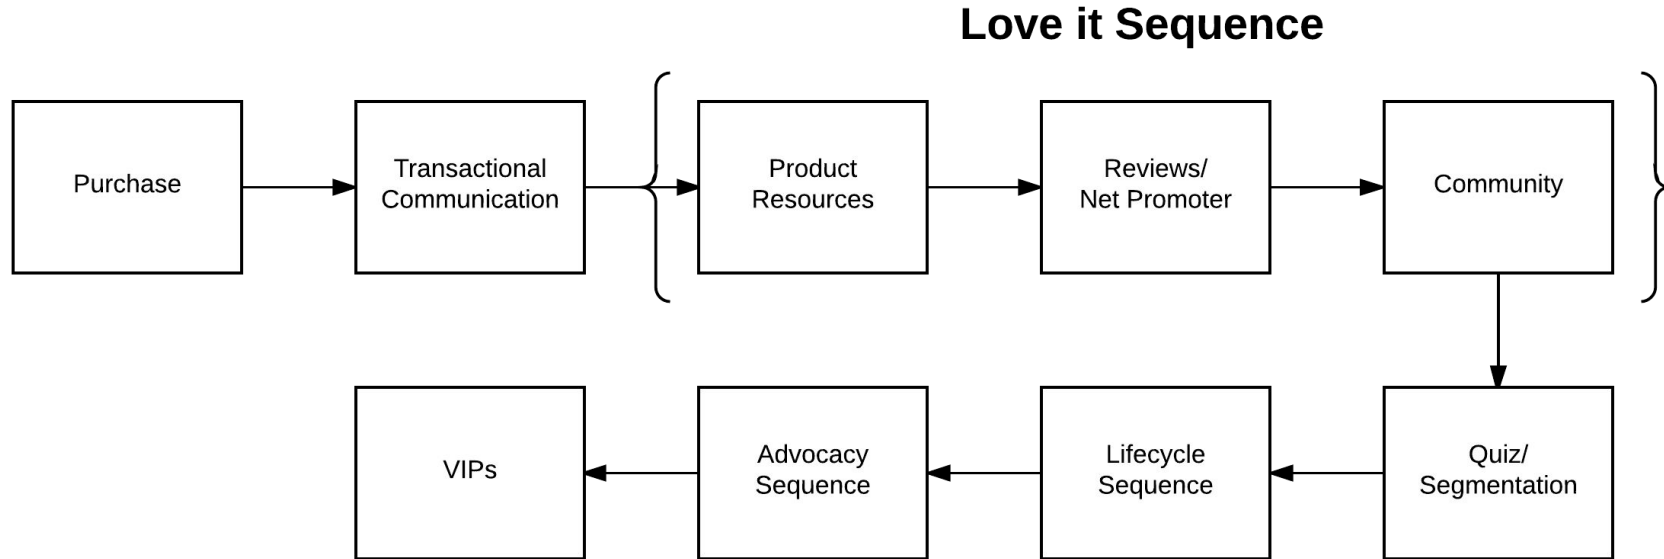 Love it Sequence
Purchase
Transactional
Communication
Product
Resources
Reviews/
Net Promoter
Community
VIPs
Advocacy
Sequence
Lifecycle
Sequence
Quiz/
Segmentation